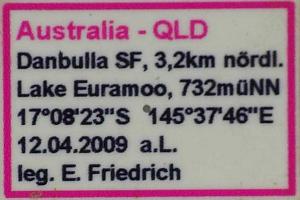 Australia - QLD
Danbulla SF, 3,2km nördl.
Lake Euramoo, 732müNN
17°08'23"S 145°37'46"E
12.04.2009 a.L.
leg. E. Friedrich